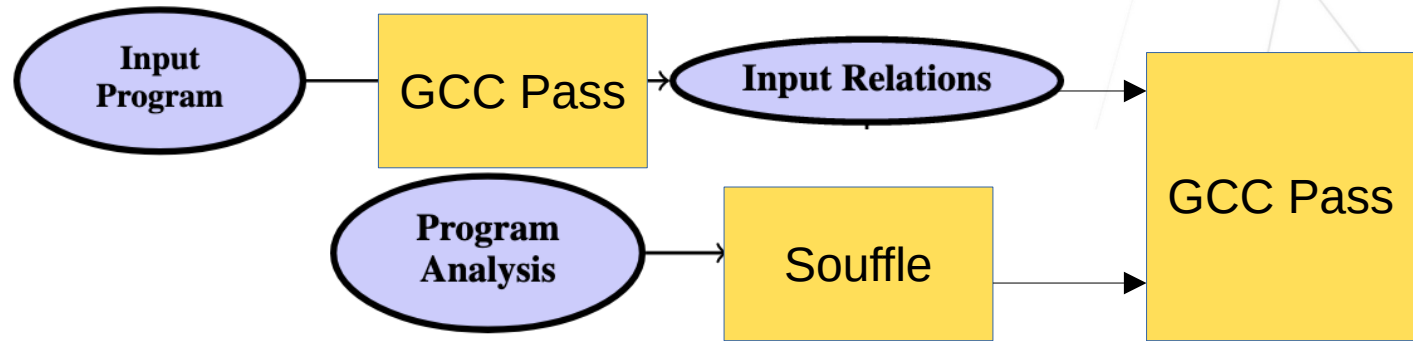 Input
Program
GCC Pass
Input Relations
GCC Pass
Program
Analysis
Souffle